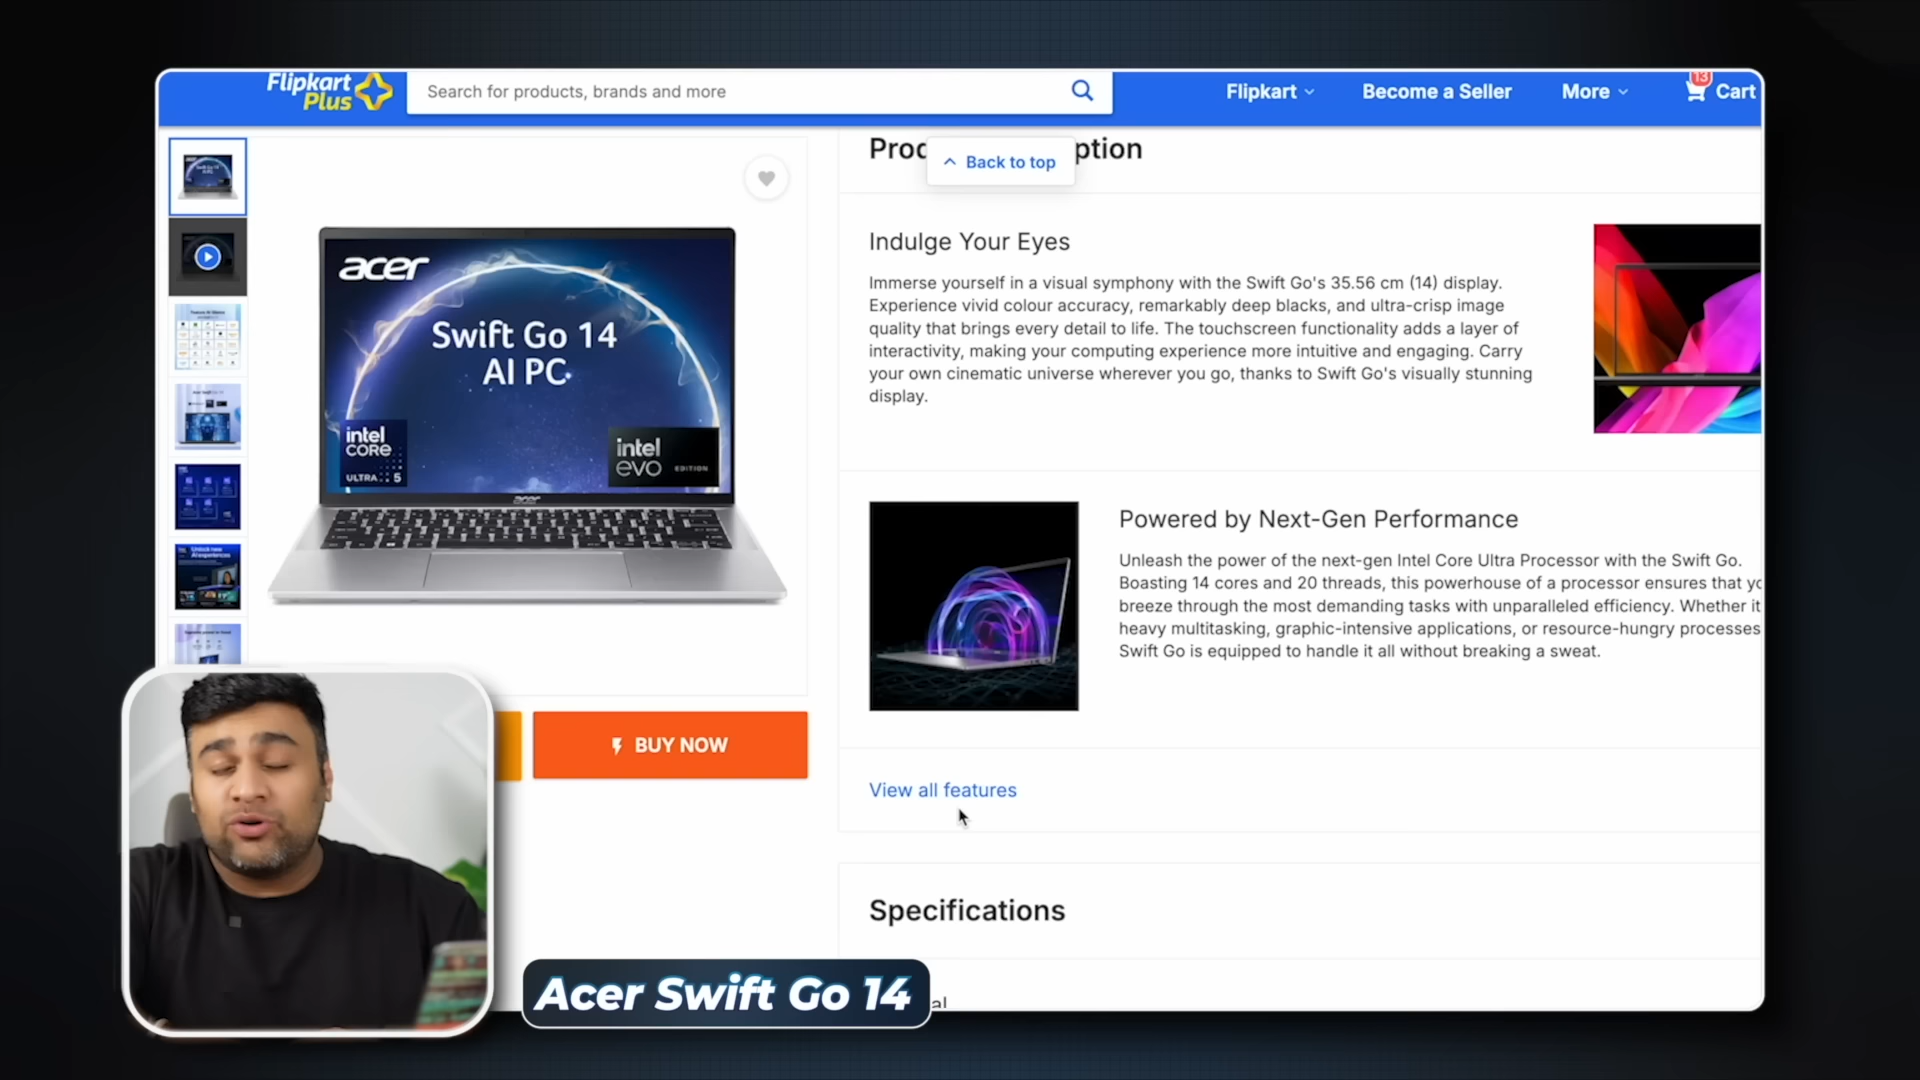 Flipkart
Plus
Search for products, brands and more
Flipkart
Become a Seller
More
13
Cart
Back to top
ption
acer
Swift Go 14
AI PC
intel
CORE
ULTRA 5
intel
evo EDITION
acer
Indulge Your Eyes
Immerse yourself in a visual symphony with the Swift Go's 35.56 cm (14) display.
Experience vivid colour accuracy, remarkably deep blacks, and ultra-crisp image
quality that brings every detail to life. The touchscreen functionality adds a layer of
interactivity, making your computing experience more intuitive and engaging. Carry
your own cinematic universe wherever you go, thanks to Swift Go's visually stunning
display.
Powered by Next-Gen Performance
Unleash the power of the next-gen Intel Core Ultra Processor with the Swift Go.
Boasting 14 cores and 20 threads, this powerhouse of a processor ensures that yo
breeze through the most demanding tasks with unparalleled efficiency. Whether it
heavy multitasking, graphic-intensive applications, or resource-hungry processes
Swift Go is equipped to handle it all without breaking a sweat.
BUY NOW
View all features
Specifications
al
Acer Swift Go 14